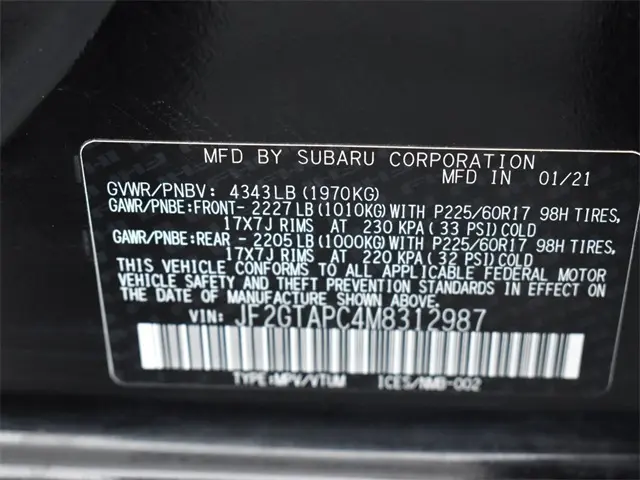 MFD BY SUBARU CORPORATION
MFD IN 01/21
GVWR/PNBV: 4343LB(1970KG)
GAWR/PNBE:FRONT- 2227LB(1010KG)WITH P225/60R17 98H TIRES,
17X7J RIMS AT 230 KPA(33 PSI)COLD
GAWR/PNBE:REAR - 2205LB(1000KG)WITH P225/60R17 98H TIRES,
17X7J RIMS AT 220 KPA(32 PSI)COLD
THIS VEHICLE CONFORMS TO ALL APPLICABLE FEDERAL MOTOR
VEHICLE SAFETY AND THEFT PREVENTION STANDARDS IN EFFECT ON
THE DATE OF MANUFACTURE SHOWN ABOVE.
VIN: JF2GTAPC4M8312987
TYPE:MPV/VTUM ICES/NMB-002